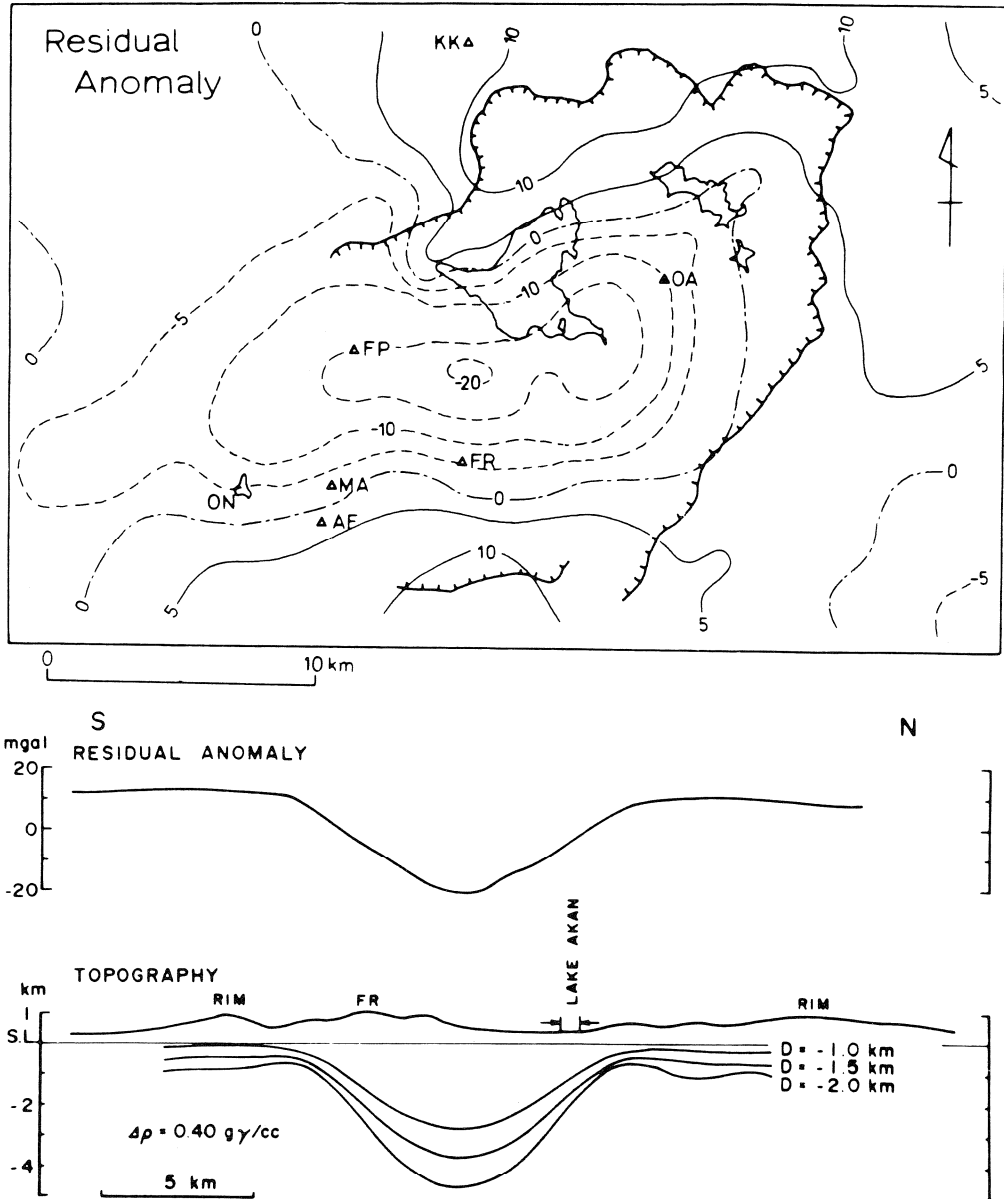 Residual
Anomaly
0
KK
10
10
5
10
0
-5
-10
OA
0
FP
-20
5
-10
FR
0
ON
MA
0
AF
10
-5
0
5
5
0
10 km
S
N
mgal
RESIDUAL ANOMALY
20
0
-20
LAKE AKAN
TOPOGRAPHY
km
RIM
FR
RIM
1
S.L
D = -1.0 km
D = -1.5 km
D = -2.0 km
-2
Δρ = 0.40 gγ/cc
-4
5 km